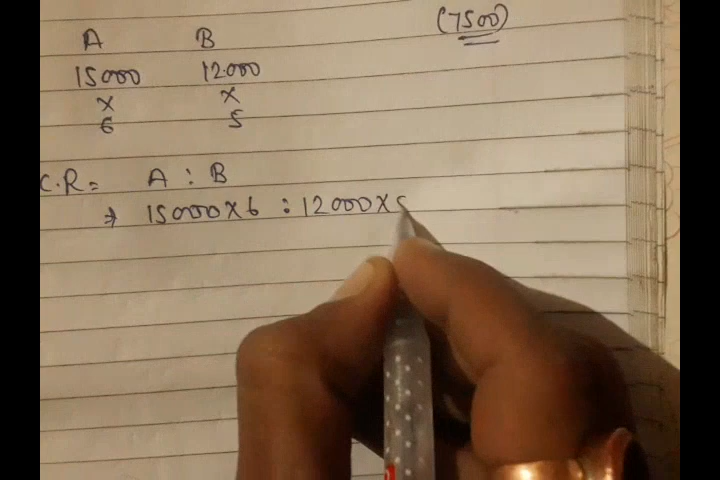 (7500)
A B
15000 12000
x x
6 5
C.R= A : B
⇒ 15000x6 : 12000x5